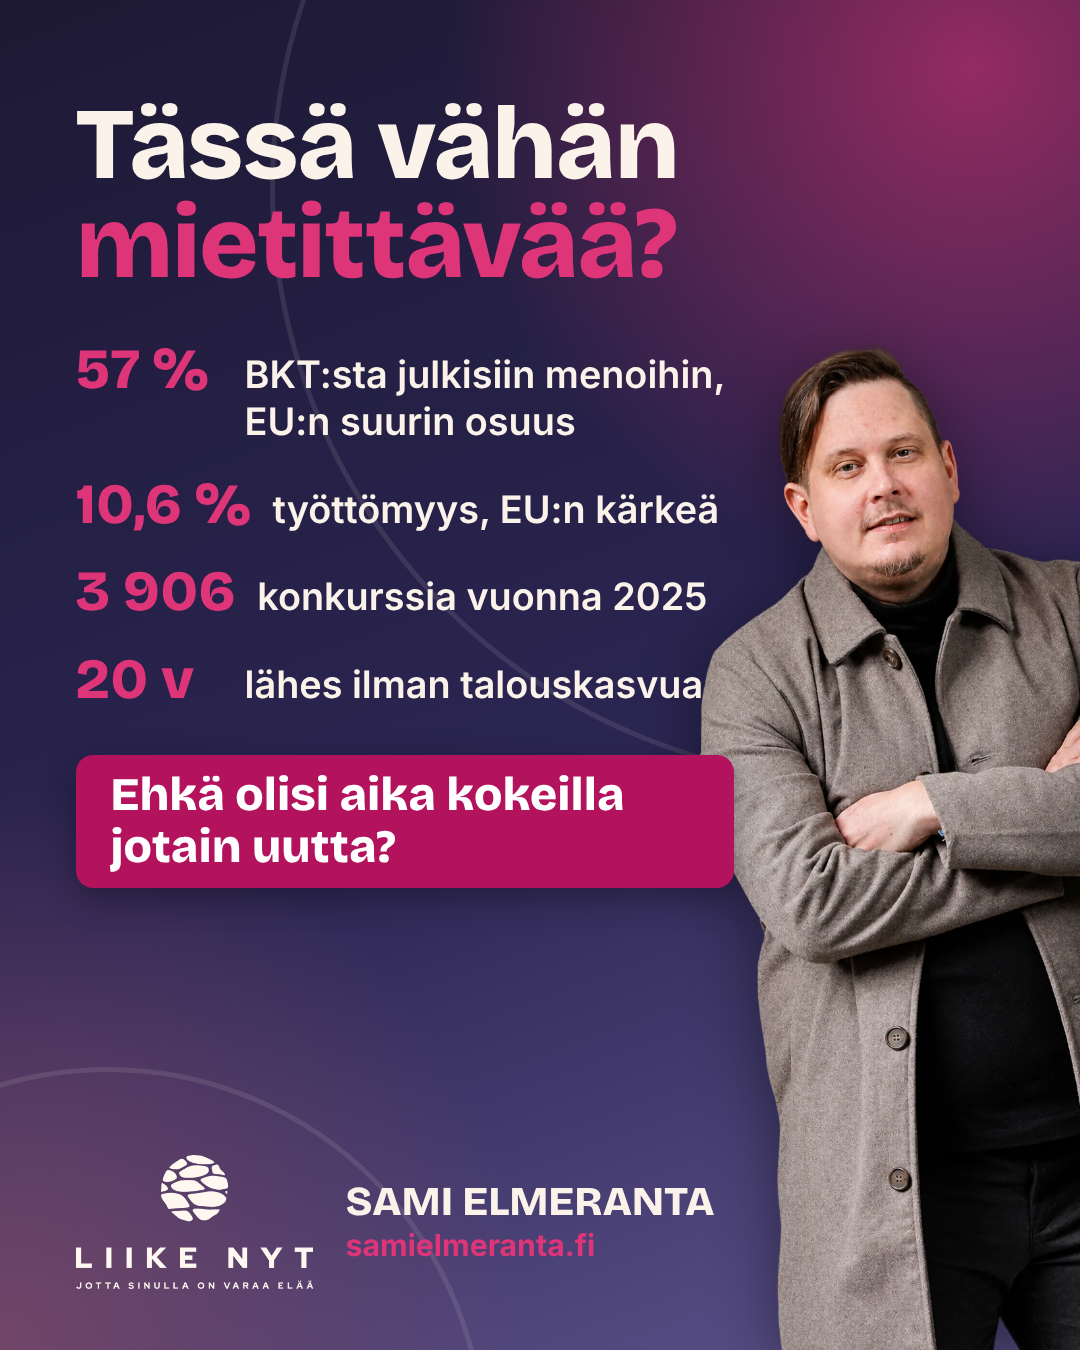 Tässä vähän
mietittävää?
57 % BKT:sta julkisiin menoihin,
EU:n suurin osuus
10,6 % työttömyys, EU:n kärkeä
3 906 konkurssia vuonna 2025
20 v lähes ilman talouskasvua
Ehkä olisi aika kokeilla
jotain uutta?
LIIKE NYT
JOTTA SINULLA ON VARAA ELÄÄ
SAMI ELMERANTA
samielmeranta.fi